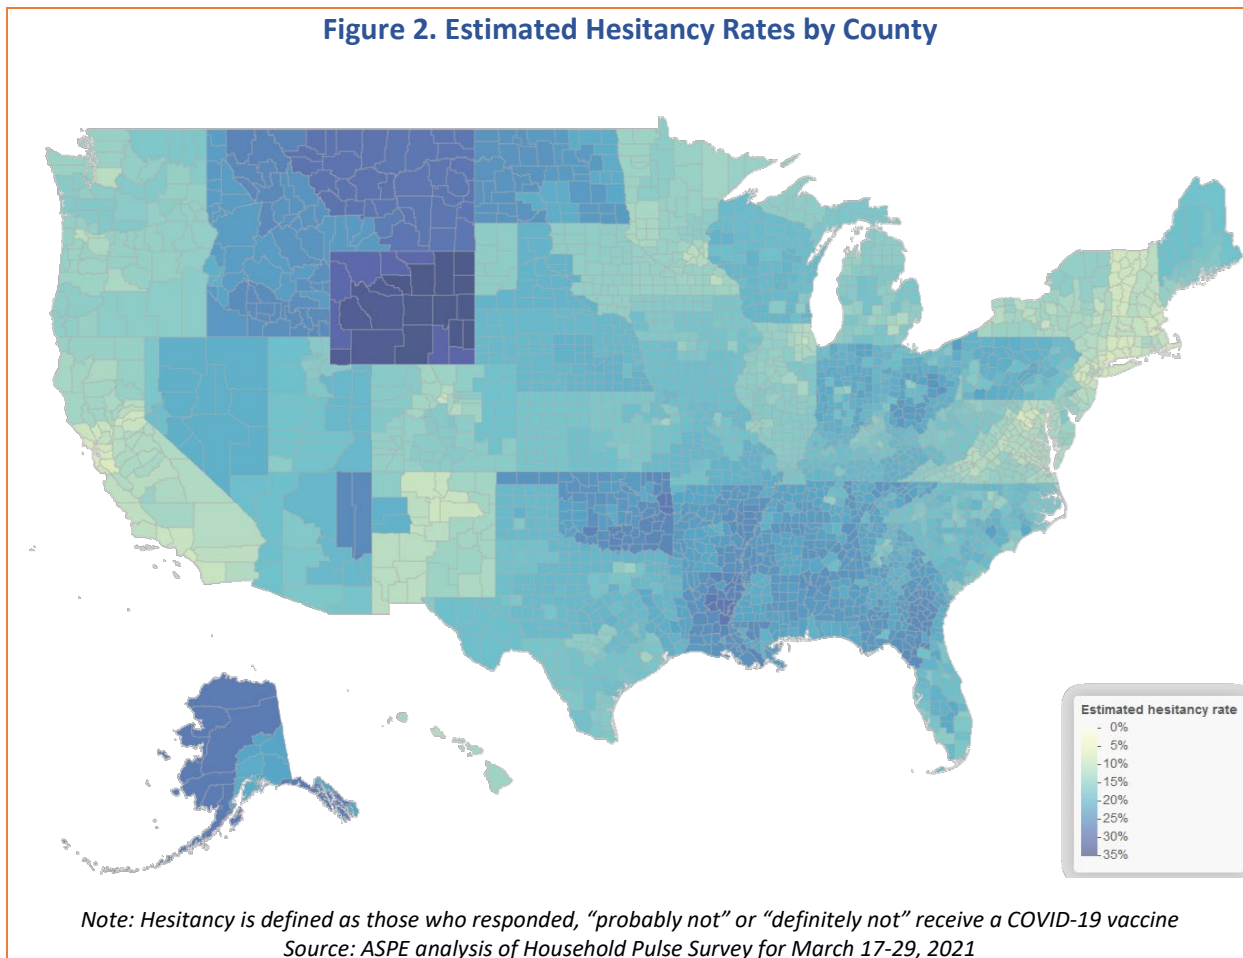 Figure 2. Estimated Hesitancy Rates by County
Estimated hesitancy rate
0%
5%
10%
15%
20%
25%
30%
35%
Note: Hesitancy is defined as those who responded, “probably not” or “definitely not” receive a COVID-19 vaccine
Source: ASPE analysis of Household Pulse Survey for March 17-29, 2021